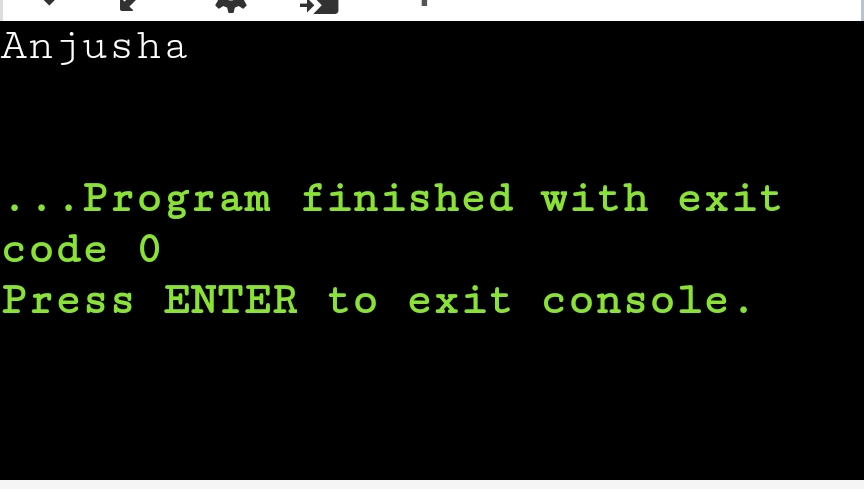 Anjusha
...Program finished with exit
code 0
Press ENTER to exit console.